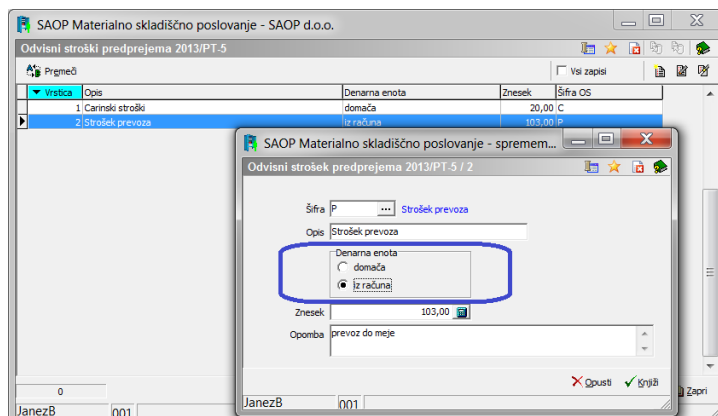 SAOP Materialno skladiščno poslovanje - SAOP d.o.o.
Odvisni stroški predprejema 2013/PT-5
Premeči
Vsi zapisi
Vrstica Opis Denarna enota Znesek Šifra OS
1 Carinski stroški domača 20,00 C
2 Strošek prevoza iz računa 103,00 P
SAOP Materialno skladiščno poslovanje - spremem...
Odvisni strošek predprejema 2013/PT-5 / 2
Šifra P ... Strošek prevoza
Opis Strošek prevoza
Denarna enota
domača
iz računa
Znesek 103,00
Opomba prevoz do meje
Opusti Knjiži
JanezB 001
0 Zapri
JanezB 001